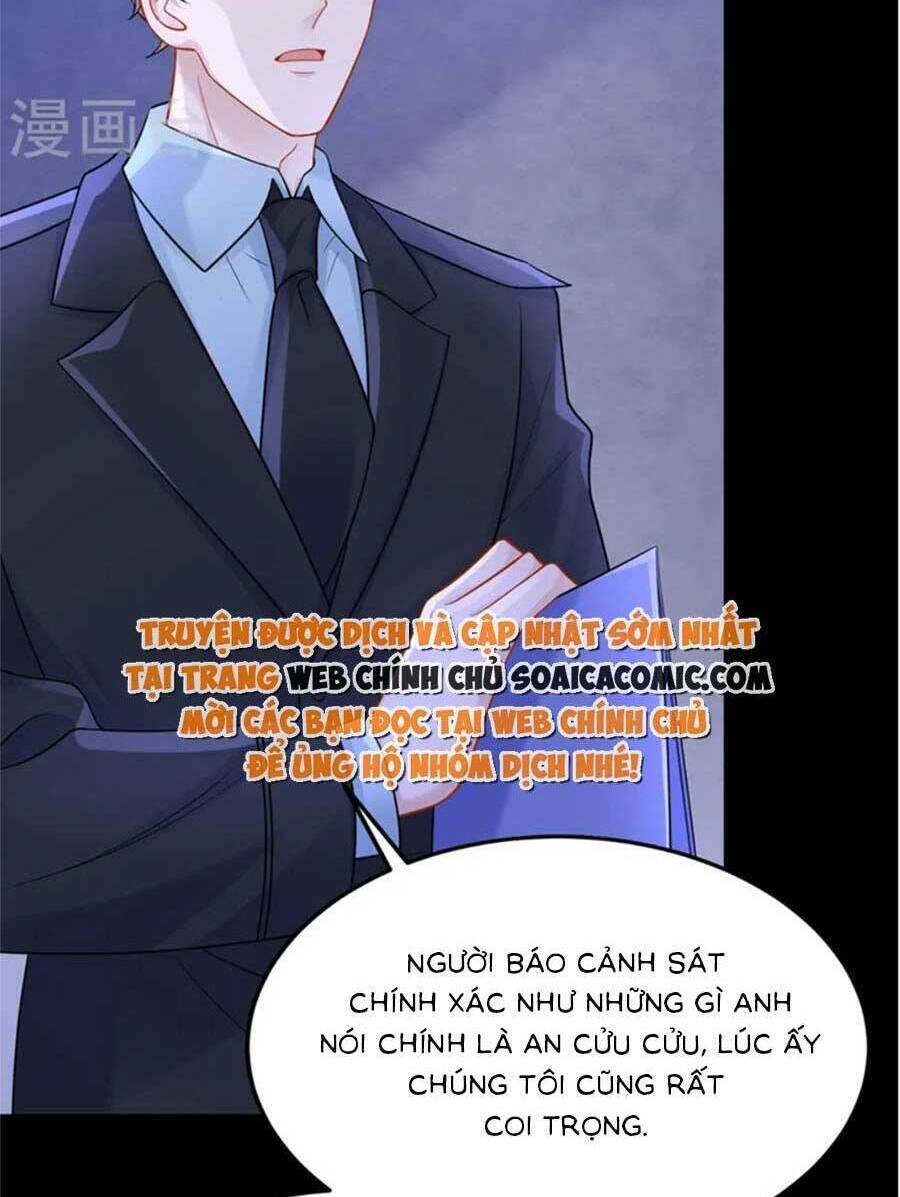 漫画
TRUYỆN ĐƯỢC DỊCH VÀ CẬP NHẬT SỚM NHẤT
TẠI TRANG WEB CHÍNH CHỦ SOAICACOMIC.COM
MỜI CÁC BẠN ĐỌC TẠI WEB CHÍNH CHỦ
ĐỂ ỦNG HỘ NHÓM DỊCH NHÉ!
NGƯỜI BÁO CẢNH SÁT
CHÍNH XÁC NHƯ NHỮNG GÌ ANH
NÓI CHÍNH LÀ AN CỬU CỬU, LÚC ẤY
CHÚNG TÔI CŨNG RẤT
COI TRỌNG.